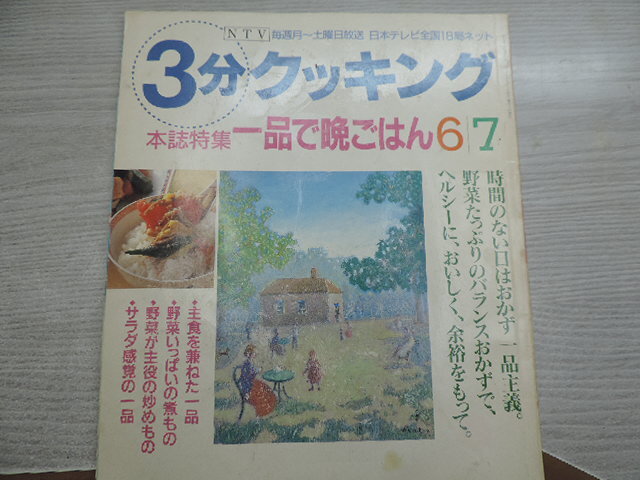 NTV 毎週月～土曜日放送 日本テレビ全国18局ネット
3分クッキング
本誌特集 一品で晩ごはん 6/7
時間のない日はおかず一品主義。
野菜たっぷりのバランスおかずで、
ヘルシーに、おいしく、余裕をもって。
◆主食を兼ねた一品
◆野菜いっぱいの煮もの
◆野菜が主役の炒めもの
◆サラダ感覚の一品